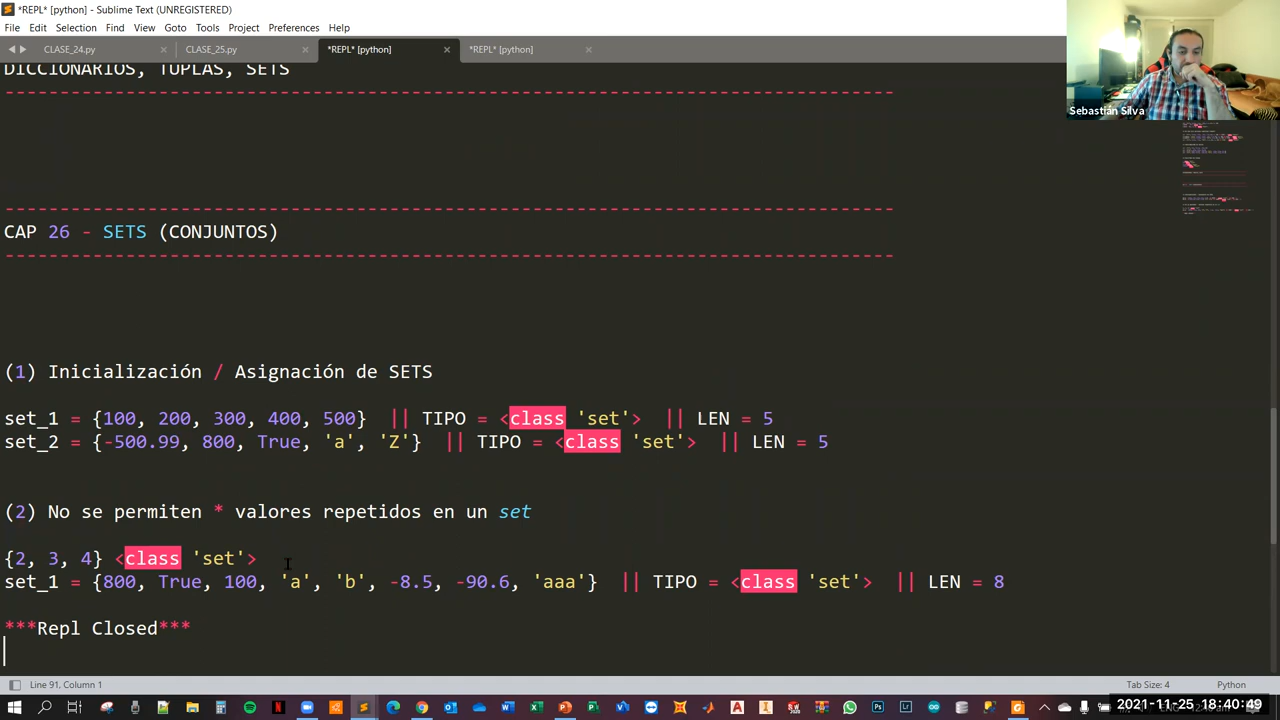 *REPL* [python] - Sublime Text (UNREGISTERED)
File Edit Selection Find View Goto Tools Project Preferences Help
CLASE_24.py × CLASE_25.py × *REPL* [python] × *REPL* [python] ×
DICCIONARIOS, TUPLAS, SETS
Sebastián Silva
CAP 26 - SETS (CONJUNTOS)
(1) Inicialización / Asignación de SETS
set_1 = {100, 200, 300, 400, 500} || TIPO = <class 'set'> || LEN = 5
set_2 = {-500.99, 800, True, 'a', 'Z'} || TIPO = <class 'set'> || LEN = 5
(2) No se permiten * valores repetidos en un set
{2, 3, 4} <class 'set'>
set_1 = {800, True, 100, 'a', 'b', -8.5, -90.6, 'aaa'} || TIPO = <class 'set'> || LEN = 8
***Repl Closed***
Line 91, Column 1 Tab Size: 4 Python
2021-11-25 18:40:49